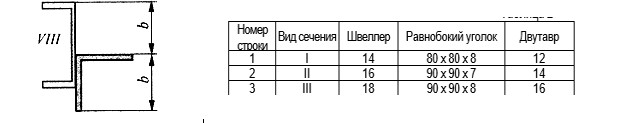 VIII
b
b
Номер строки
Вид сечения
Швеллер
Равнобокий уголок
Двутавр
1 I 14 80 х 80 х 8 12
2 II 16 90 х 90 х 7 14
3 III 18 90 х 90 х 8 16